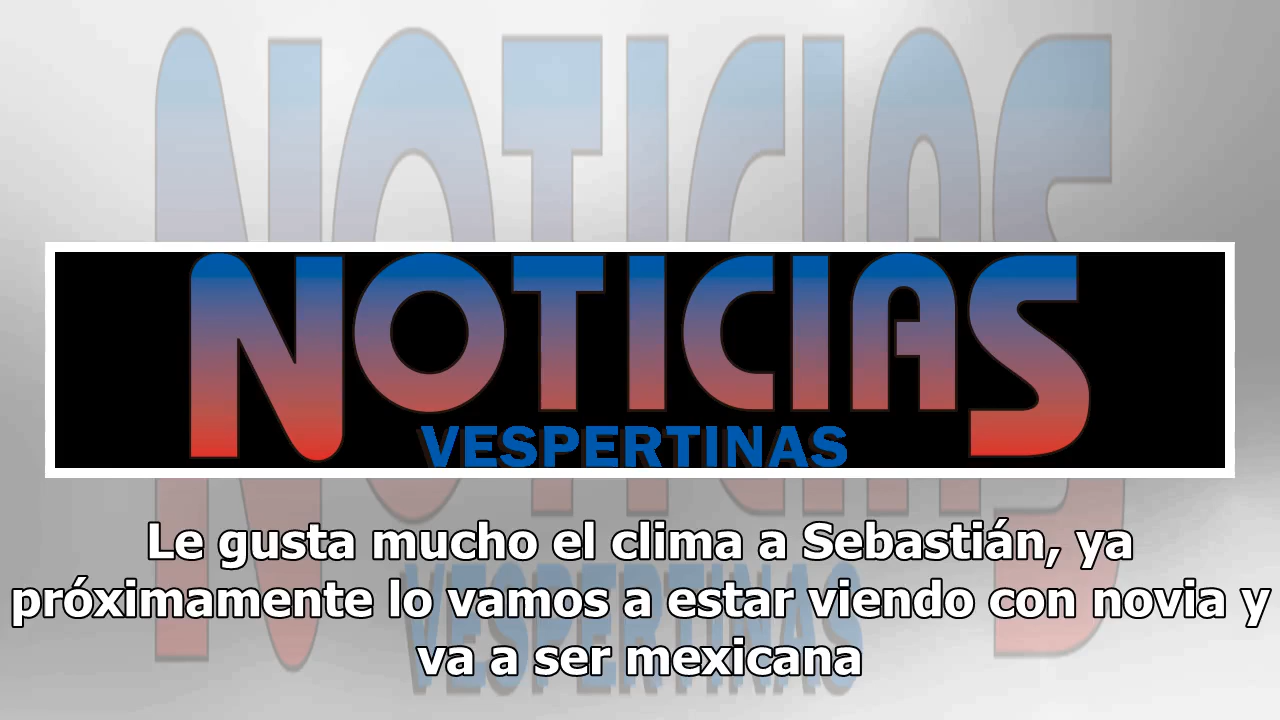 NOTICIAS
VESPERTINAS
Le gusta mucho el clima a Sebastián, ya
próximamente lo vamos a estar viendo con novia y
va a ser mexicana